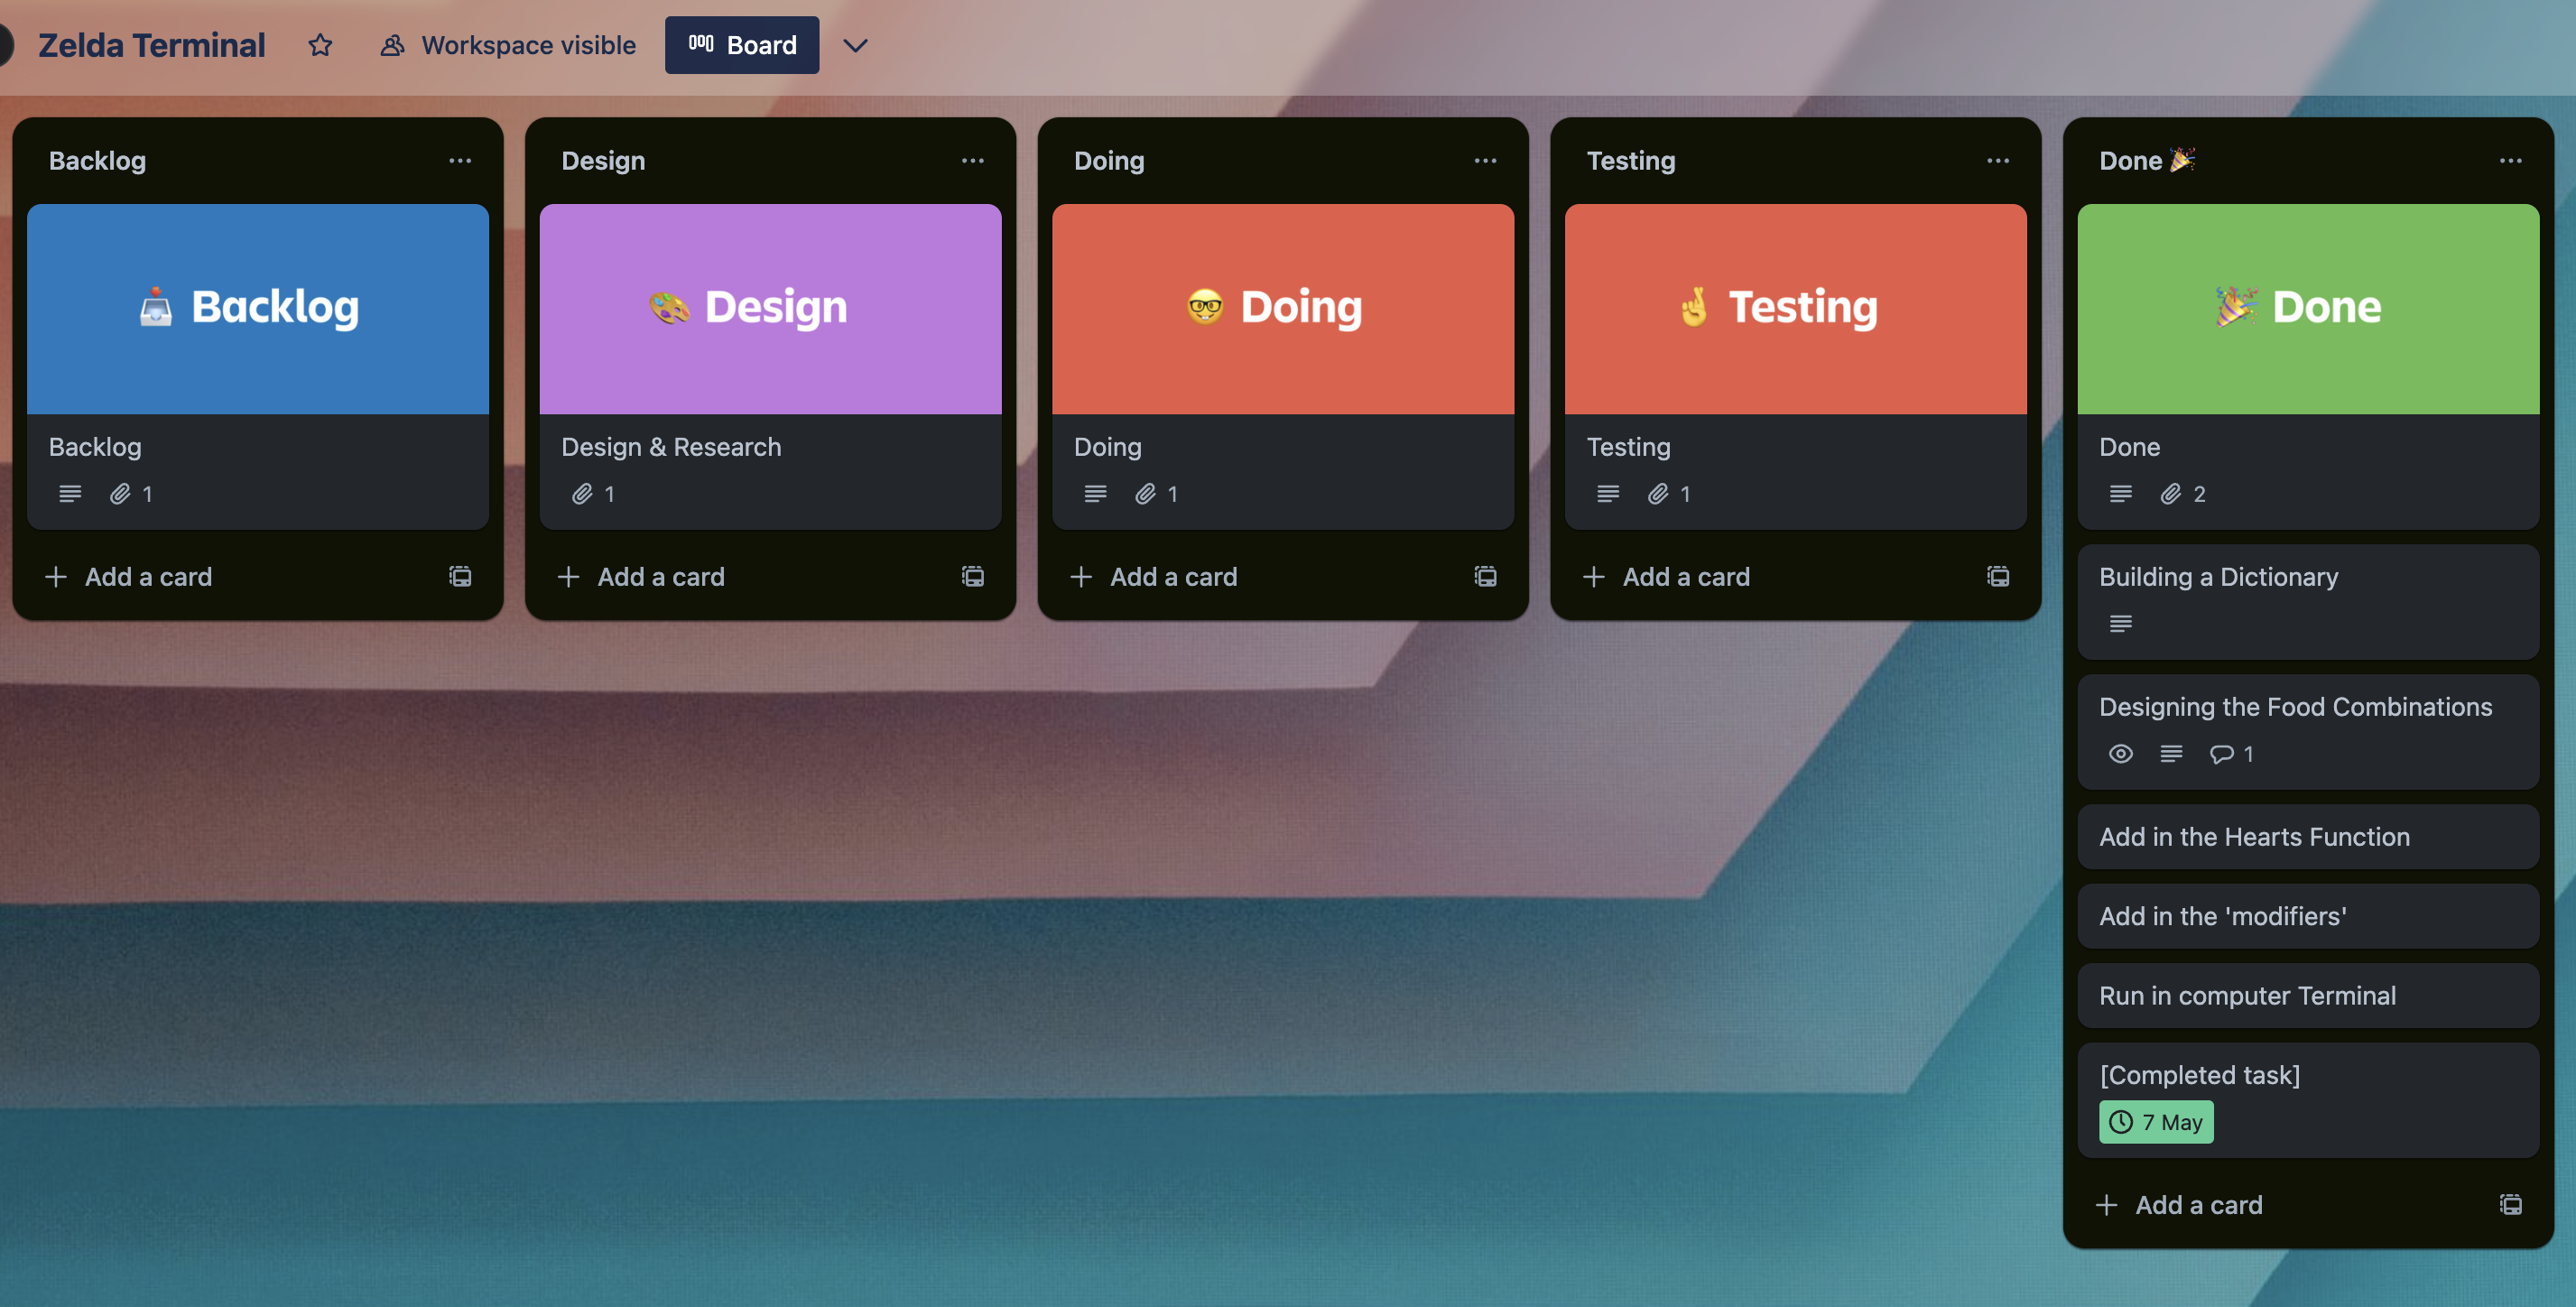 Zelda Terminal
Workspace visible
Board
Backlog
Backlog
Backlog
1
Add a card
Design
Design
Design & Research
1
Add a card
Doing
Doing
Doing
1
Add a card
Testing
Testing
Testing
1
Add a card
Done 🎉
Done
Done
2
Building a Dictionary
Designing the Food Combinations
1
Add in the Hearts Function
Add in the 'modifiers'
Run in computer Terminal
[Completed task]
7 May
Add a card